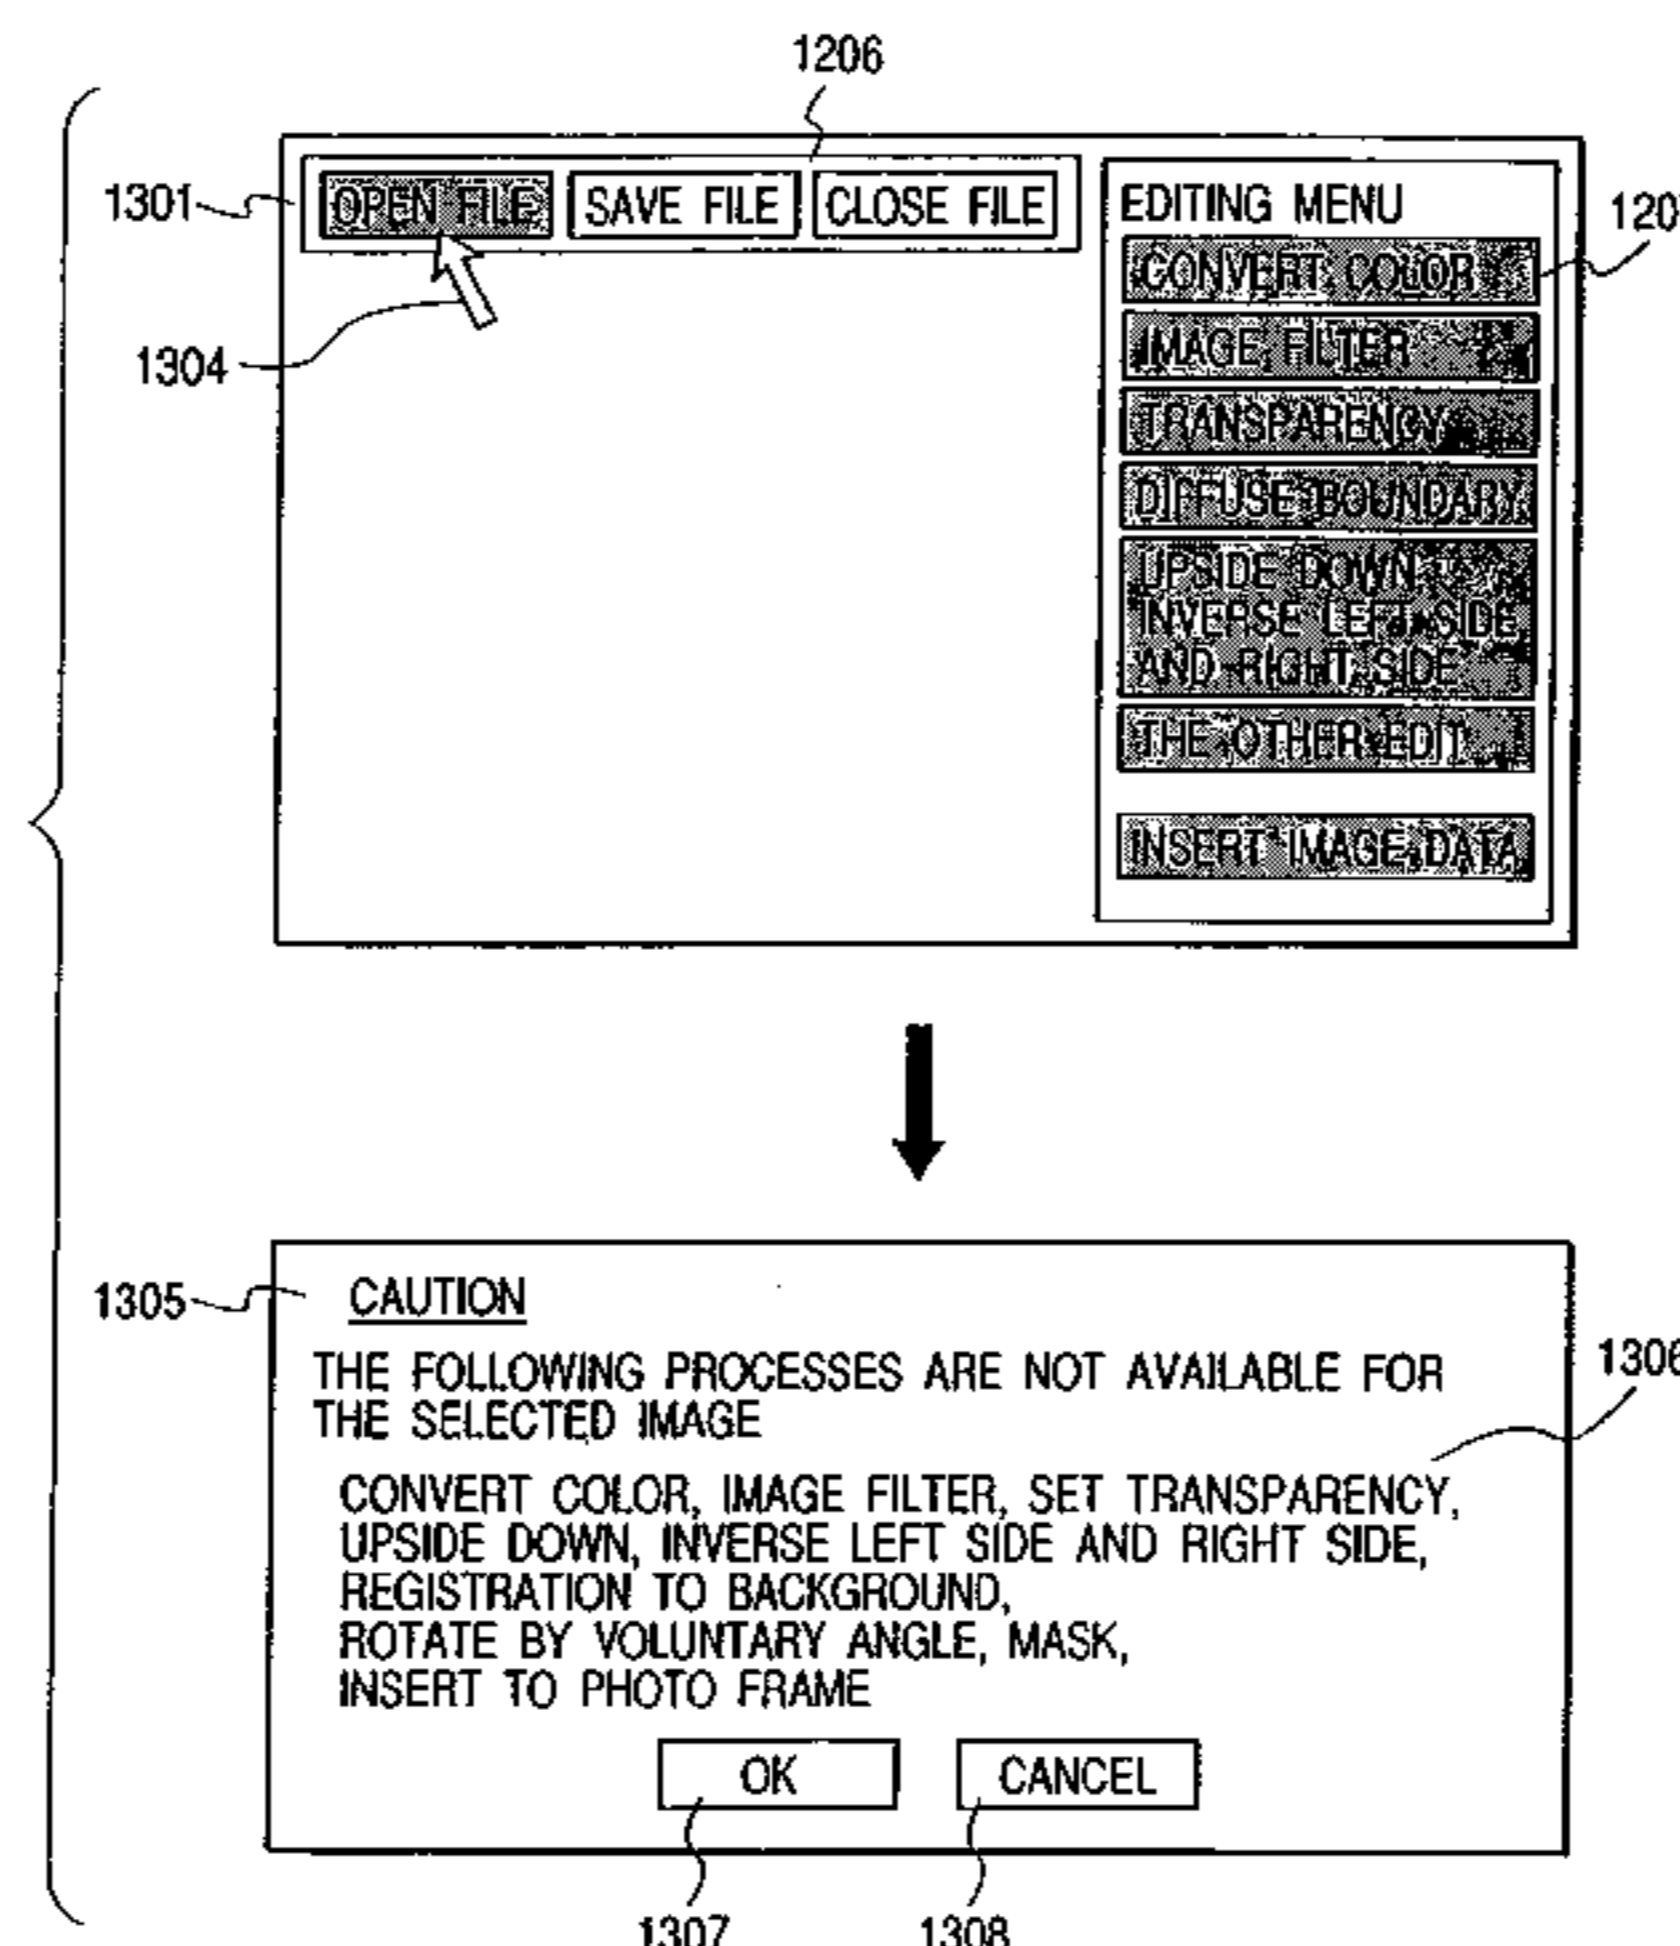 1206
1301
OPEN FILE SAVE FILE CLOSE FILE
EDITING MENU
CONVERT COLOR
1304
IMAGE FILTER
TRANSPARENCY
DIFFUSE BOUNDARY
UPSIDE DOWN,
INVERSE LEFT SIDE
AND RIGHT SIDE
THE OTHER EDIT
INSERT IMAGE DATA
1305
CAUTION
THE FOLLOWING PROCESSES ARE NOT AVAILABLE FOR
THE SELECTED IMAGE
1306
CONVERT COLOR, IMAGE FILTER, SET TRANSPARENCY,
UPSIDE DOWN, INVERSE LEFT SIDE AND RIGHT SIDE,
REGISTRATION TO BACKGROUND,
ROTATE BY VOLUNTARY ANGLE, MASK,
INSERT TO PHOTO FRAME
OK CANCEL
1307 1308